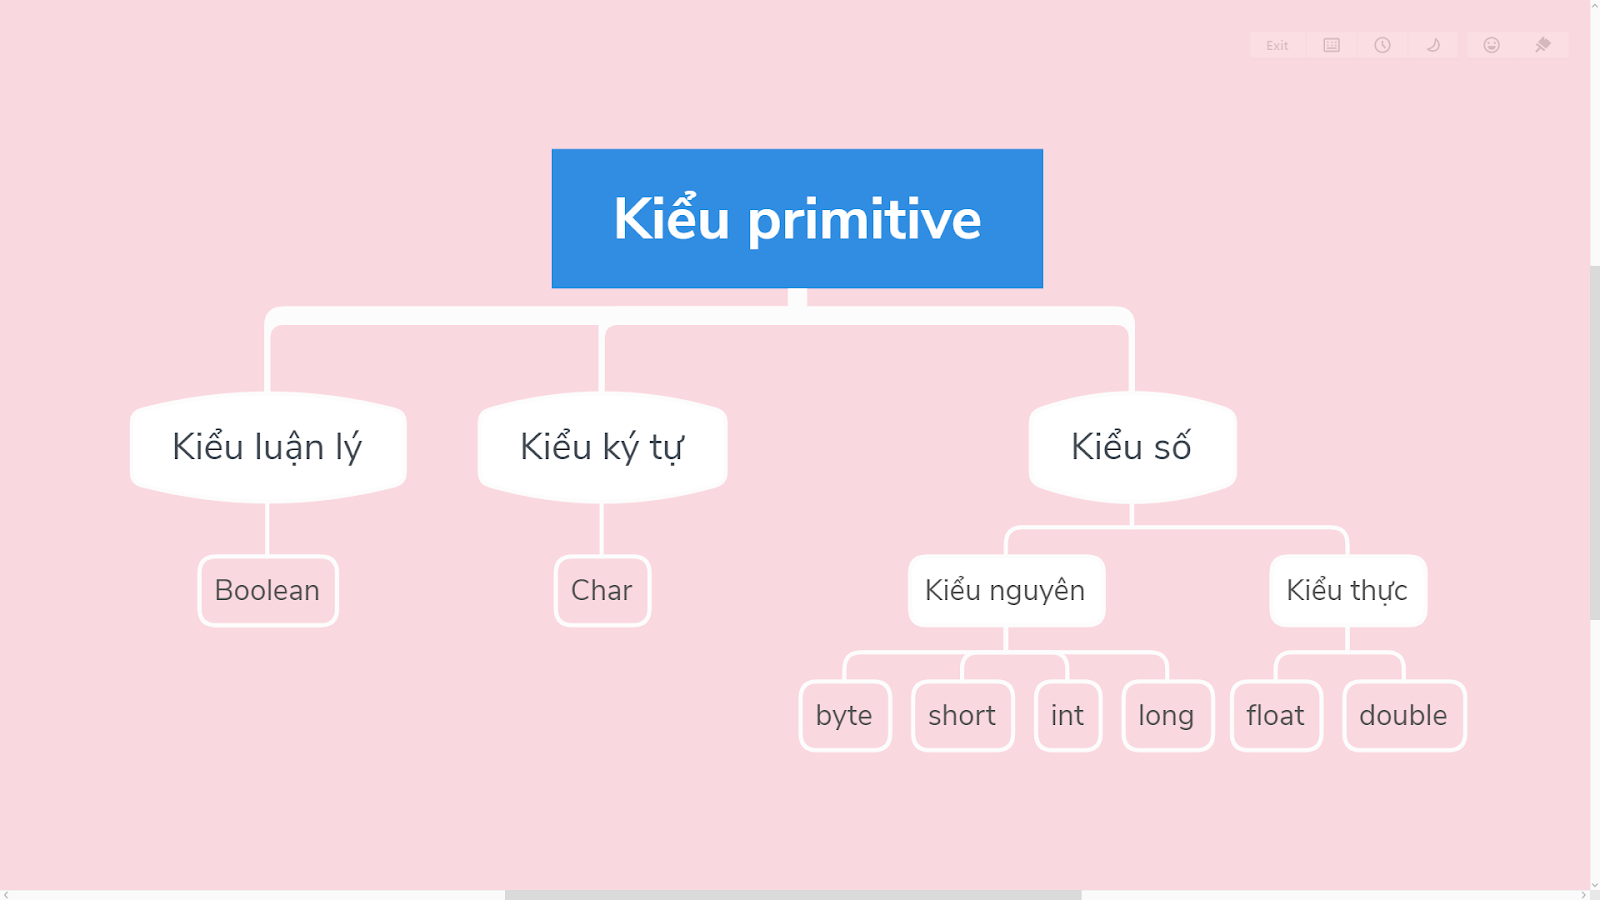 Exit
Kiểu primitive
Kiểu luận lý
Kiểu ký tự
Kiểu số
Boolean
Char
Kiểu nguyên
Kiểu thực
byte
short
int
long
float
double